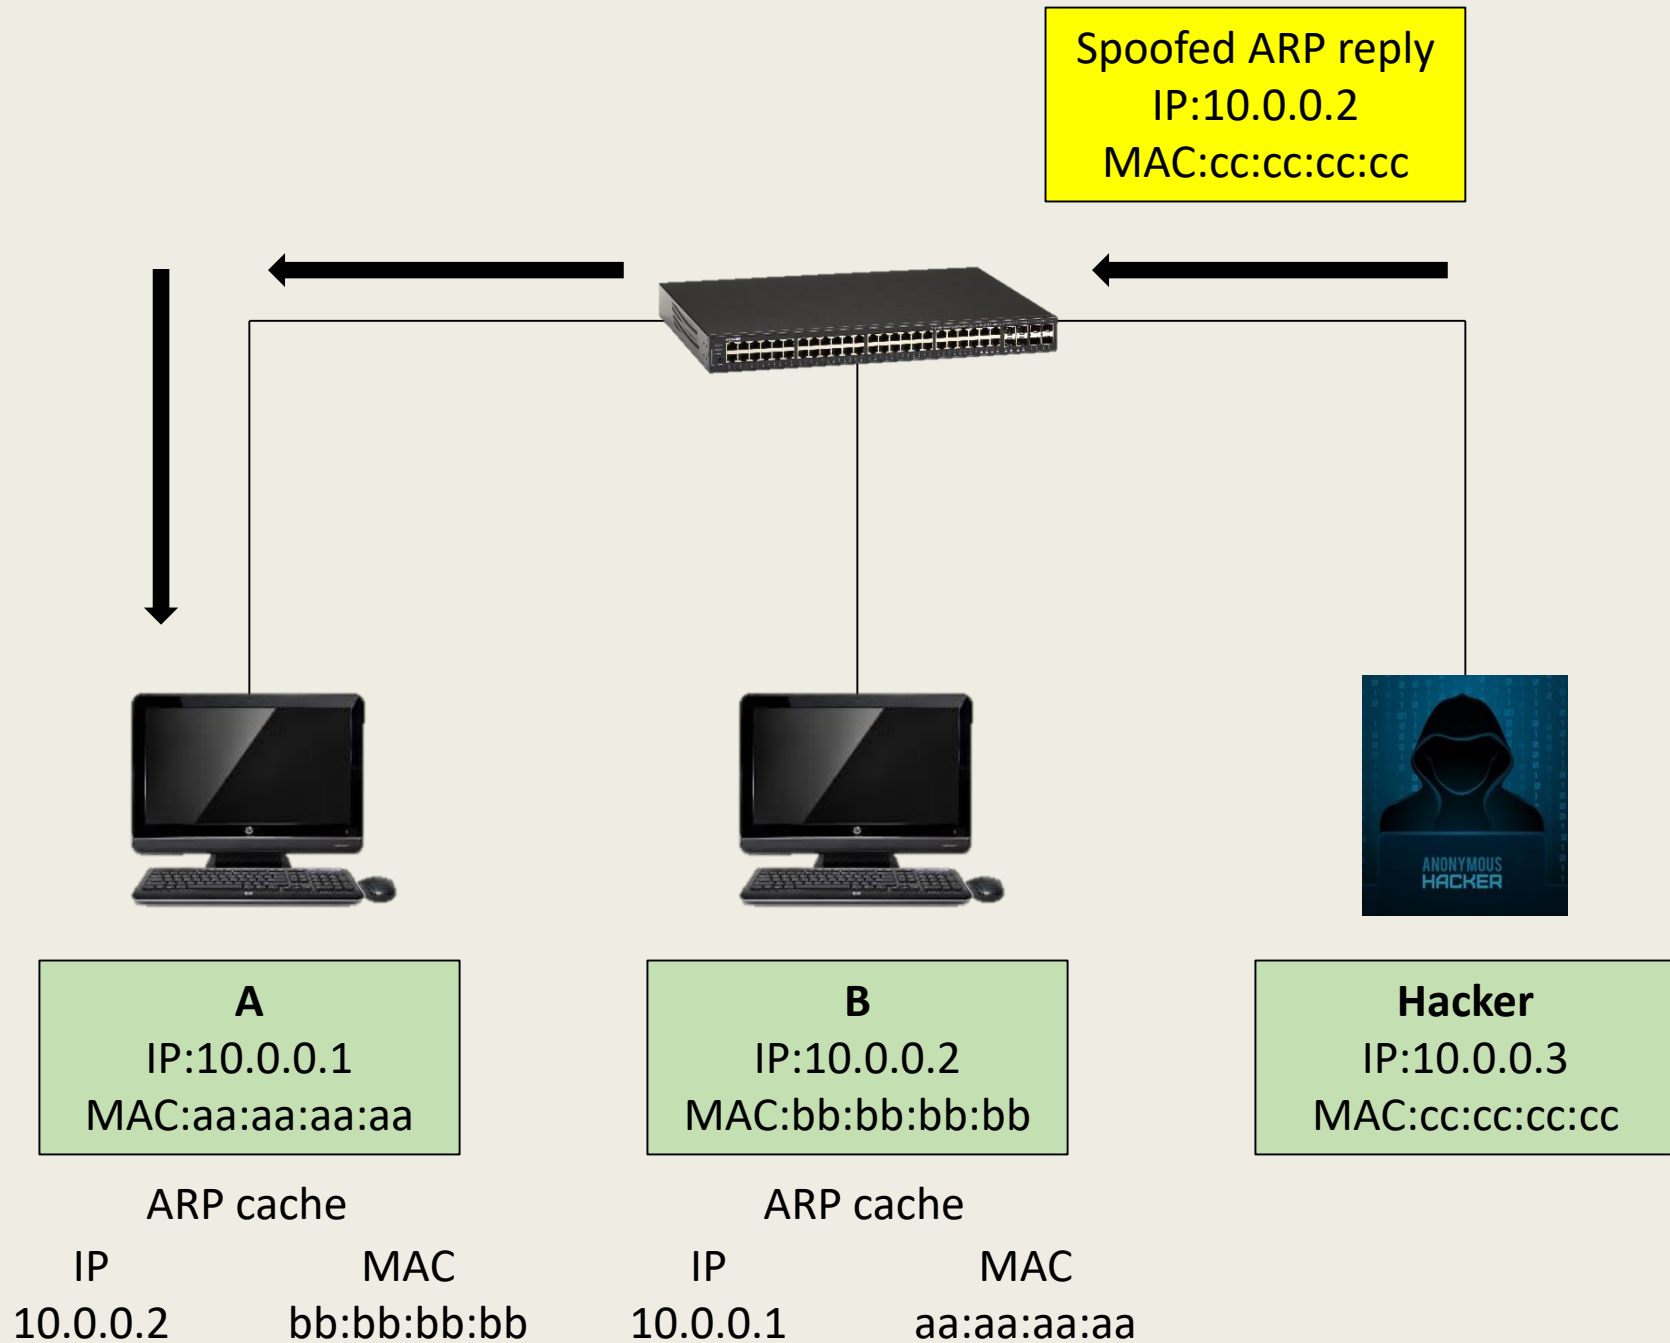 Spoofed ARP reply
IP:10.0.0.2
MAC:cc:cc:cc:cc
ANONYMOUS
HACKER
A
IP:10.0.0.1
MAC:aa:aa:aa:aa
B
IP:10.0.0.2
MAC:bb:bb:bb:bb
Hacker
IP:10.0.0.3
MAC:cc:cc:cc:cc
ARP cache
IP MAC
10.0.0.2 bb:bb:bb:bb
ARP cache
IP MAC
10.0.0.1 aa:aa:aa:aa